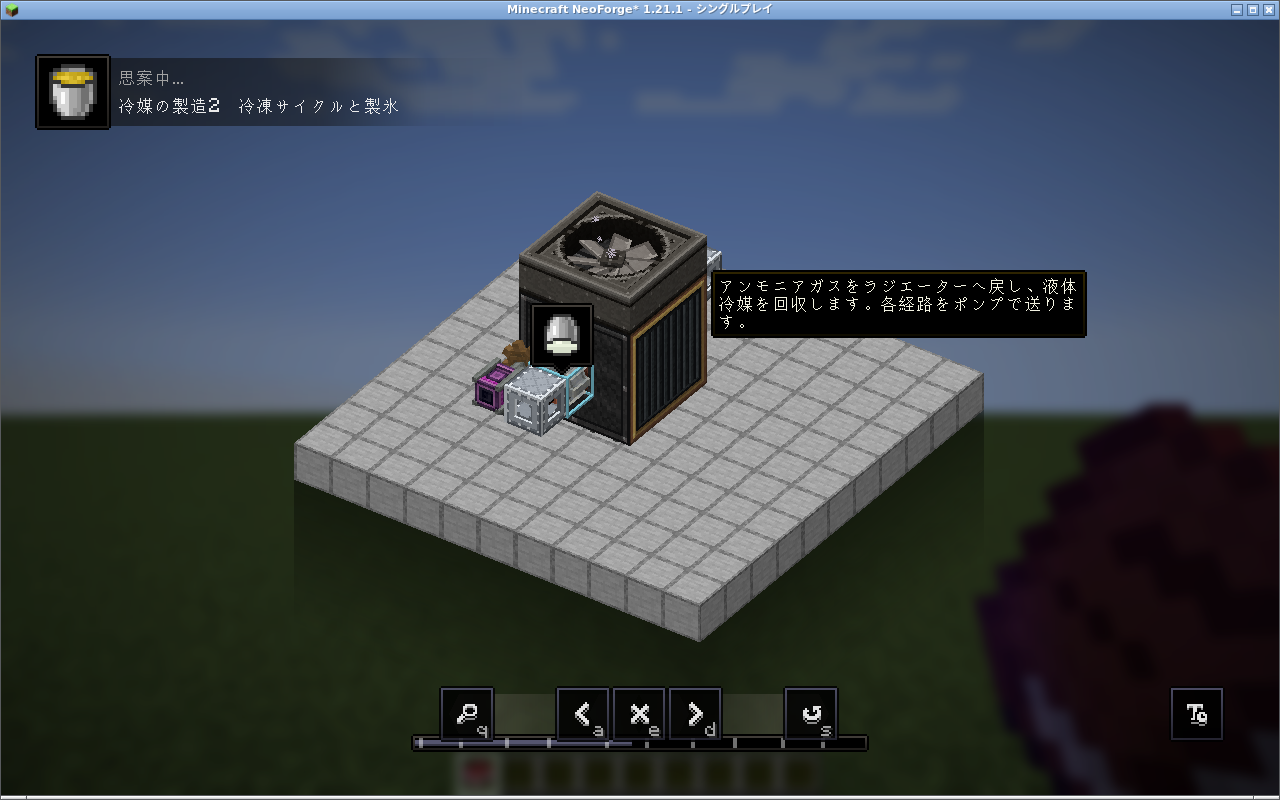 Minecraft NeoForge* 1.21.1 - シングルプレイ
思案中...
冷媒の製造2　冷凍サイクルと製氷
アンモニアガスをラジエーターへ戻し、液体
冷媒を回収します。各経路をポンプで送りま
す。
q
a
e
d
s